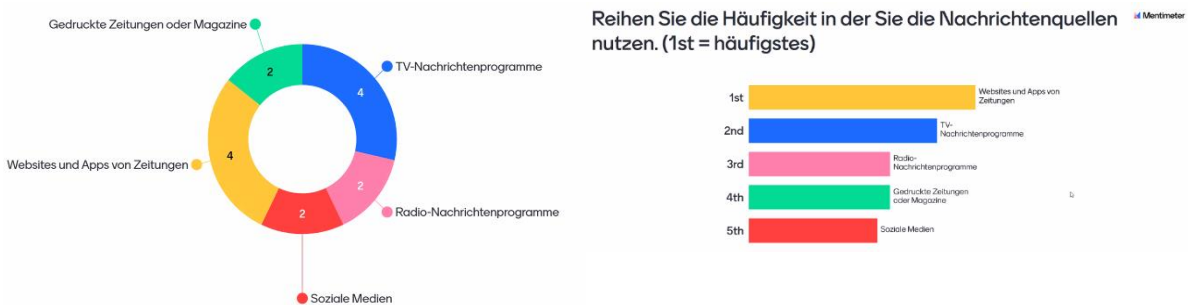 Gedruckte Zeitungen oder Magazine
2
TV-Nachrichtenprogramme
4
Websites und Apps von Zeitungen
4
2
Radio-Nachrichtenprogramme
2
Soziale Medien
Reihen Sie die Häufigkeit in der Sie die Nachrichtenquellen
nutzen. (1st = häufigstes)
Mentimeter
1st
Websites und Apps von
Zeitungen
2nd
TV-
Nachrichtenprogramme
3rd
Radio-
Nachrichtenprogramme
4th
Gedruckte Zeitungen
oder Magazine
5th
Soziale Medien